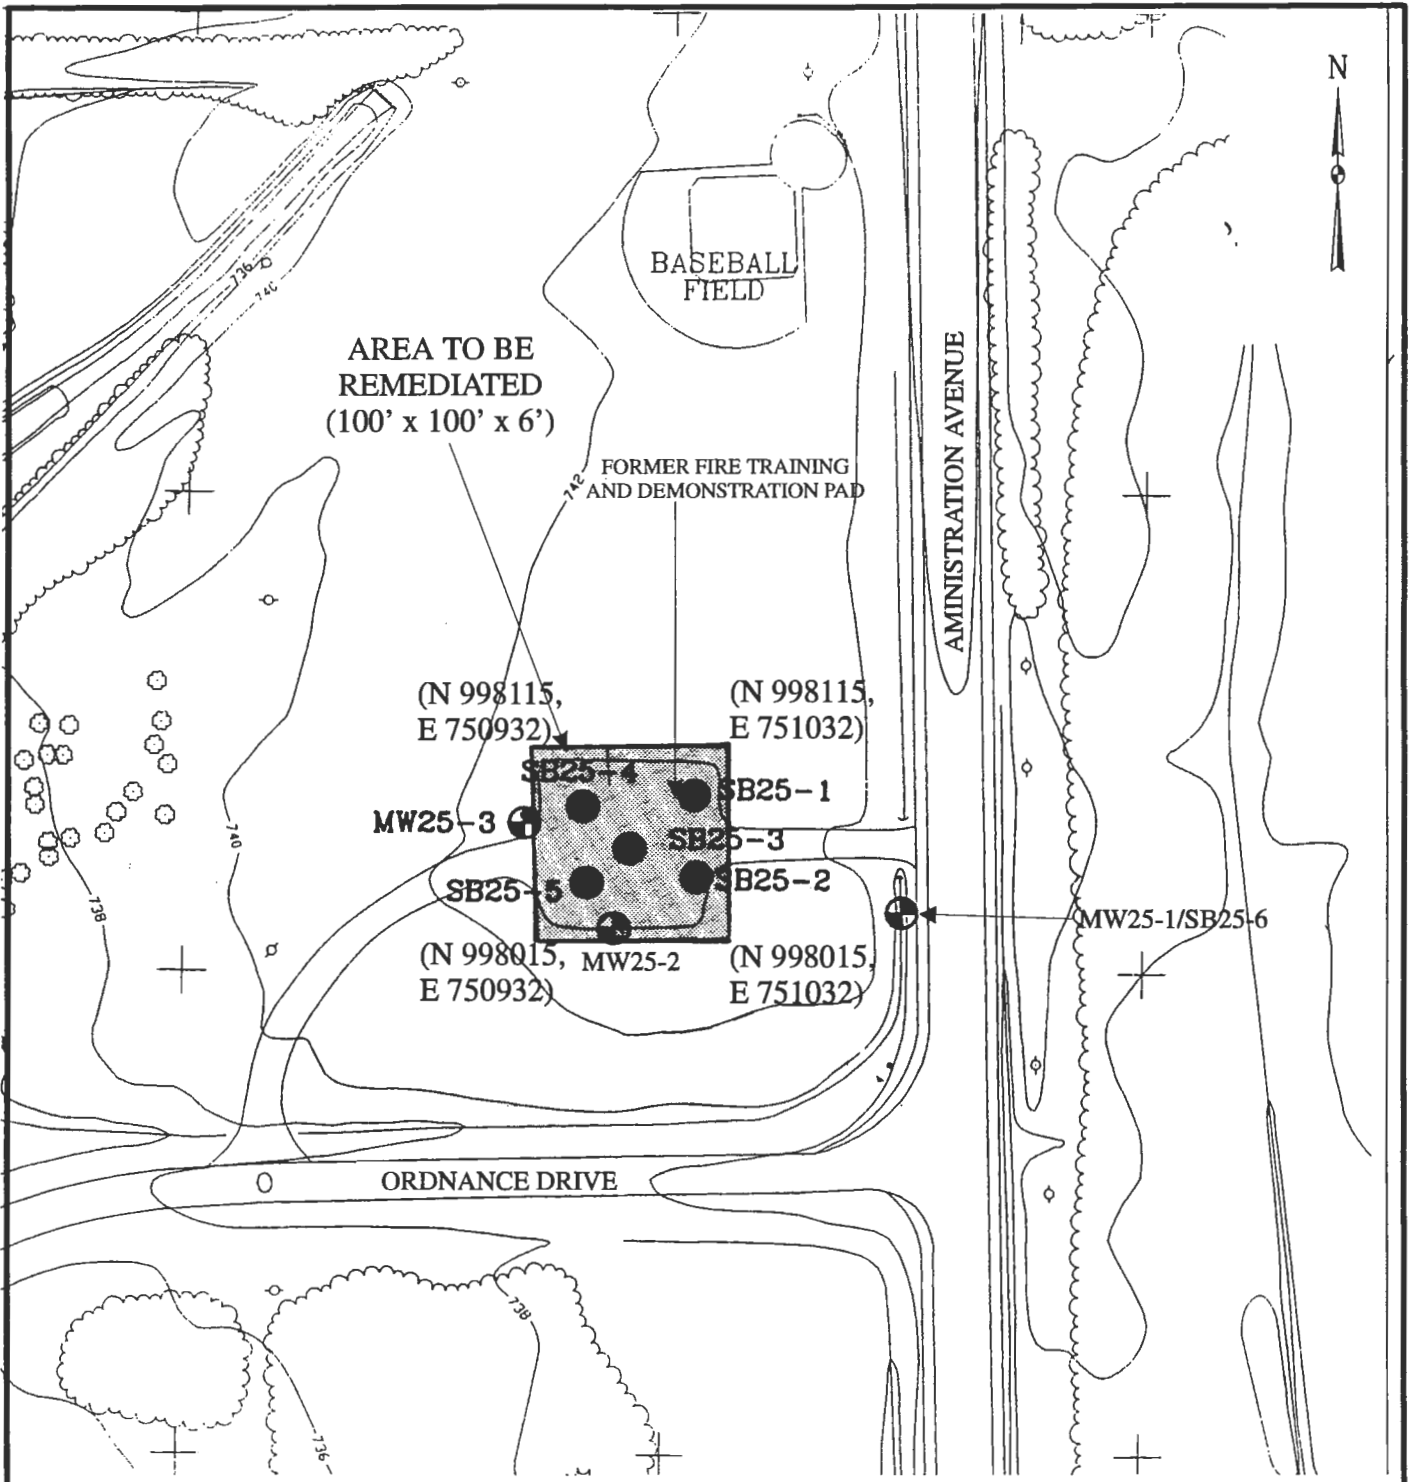 N
BASEBALL
FIELD
736
740
AREA TO BE
REMEDIATED
(100' x 100' x 6')
AMINISTRATION AVENUE
742
FORMER FIRE TRAINING
AND DEMONSTRATION PAD
(N 998115,
E 750932)
(N 998115,
E 751032)
SB25-4
SB25-1
MW25-3
SB25-3
740
SB25-5
SB25-2
738
MW25-1/SB25-6
(N 998015,
E 750932)
MW25-2
(N 998015,
E 751032)
ORDNANCE DRIVE
738
736